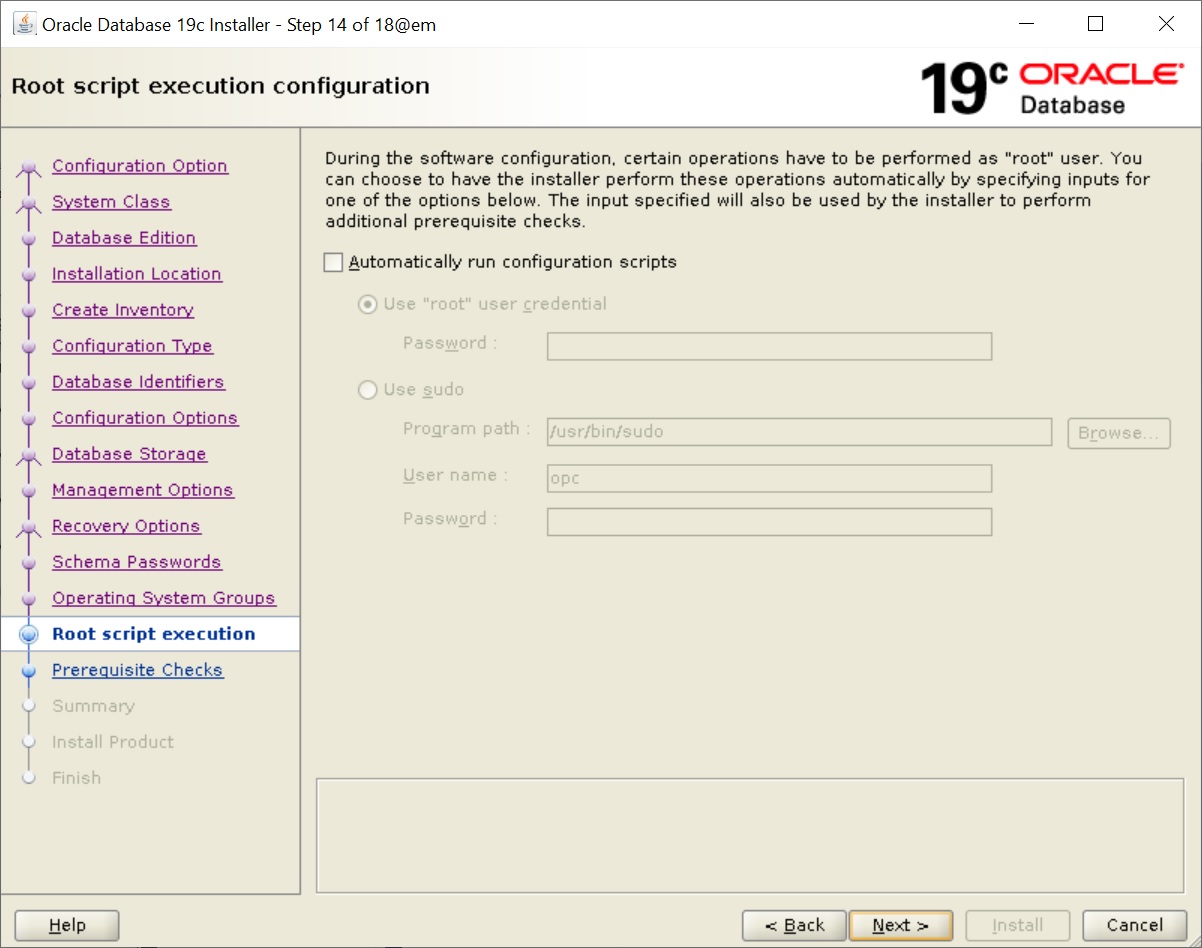 Oracle Database 19c Installer - Step 14 of 18@em
Root script execution configuration
19c ORACLE
Database
Configuration Option
System Class
Database Edition
Installation Location
Create Inventory
Configuration Type
Database Identifiers
Configuration Options
Database Storage
Management Options
Recovery Options
Schema Passwords
Operating System Groups
Root script execution
Prerequisite Checks
Summary
Install Product
Finish
During the software configuration, certain operations have to be performed as "root" user. You
can choose to have the installer perform these operations automatically by specifying inputs for
one of the options below. The input specified will also be used by the installer to perform
additional prerequisite checks.
Automatically run configuration scripts
Use "root" user credential
Password :
Use sudo
Program path : /usr/bin/sudo Browse...
User name : opc
Password :
Help < Back Next > Install Cancel